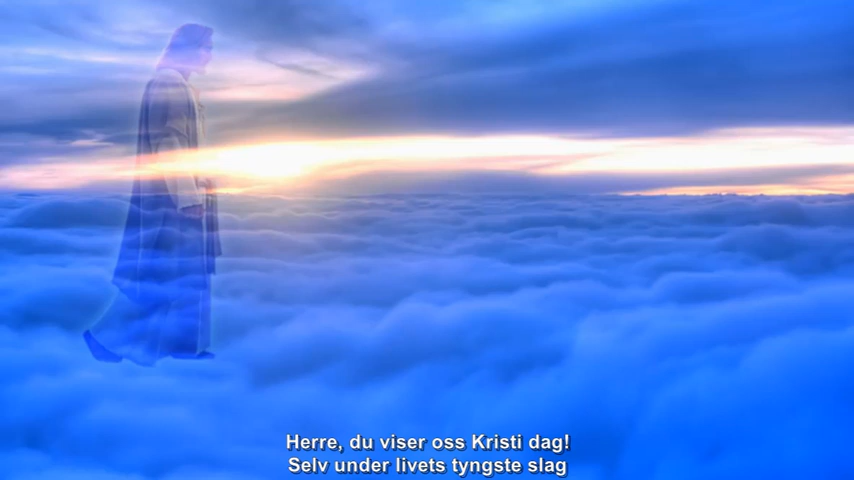 Herre, du viser oss Kristi dag!
Selv under livets tyngste slag